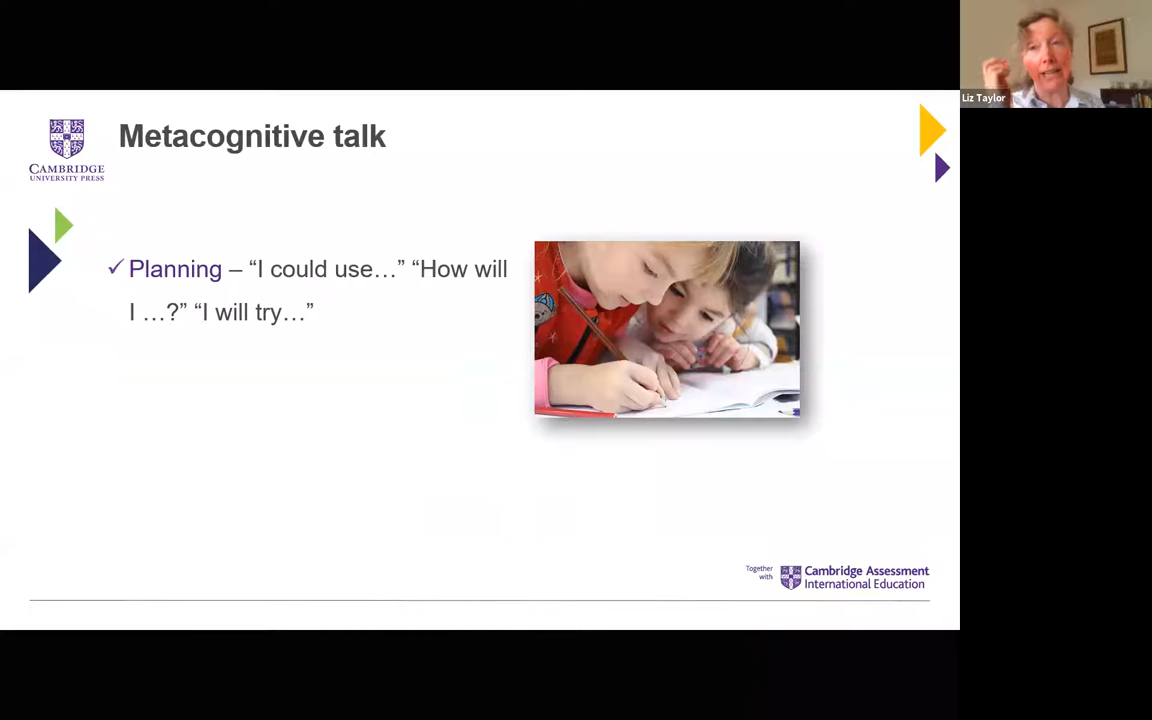 Liz Taylor
Metacognitive talk
CAMBRIDGE
UNIVERSITY PRESS
✓ Planning – “I could use…” “How will
I …?” “I will try…”
Together
with
Cambridge Assessment
International Education